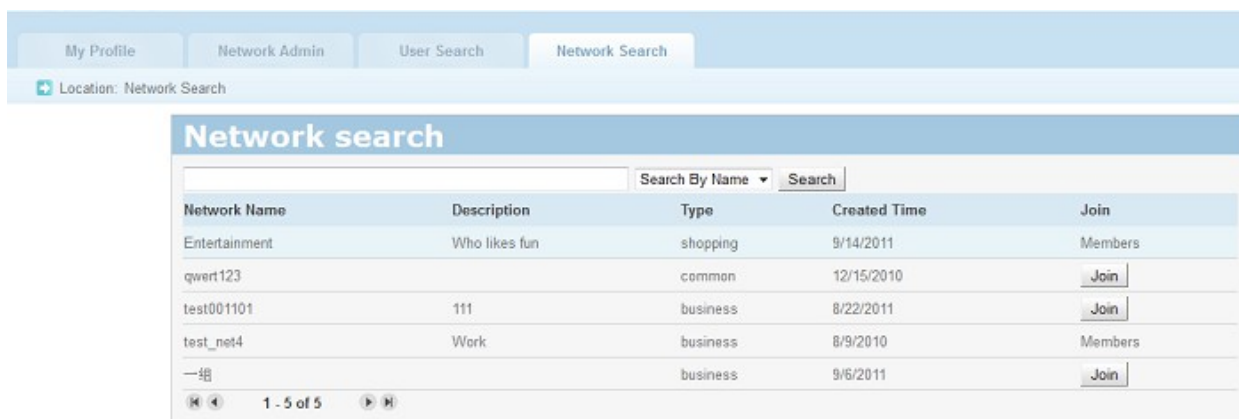 My Profile Network Admin User Search Network Search
Location: Network Search
Network search
Search By Name Search
Network Name Description Type Created Time Join
Entertainment Who likes fun shopping 9/14/2011 Members
qwert123 common 12/15/2010 Join
test001101 111 business 8/22/2011 Join
test_net4 Work business 8/9/2010 Members
一组 business 9/6/2011 Join
1 - 5 of 5